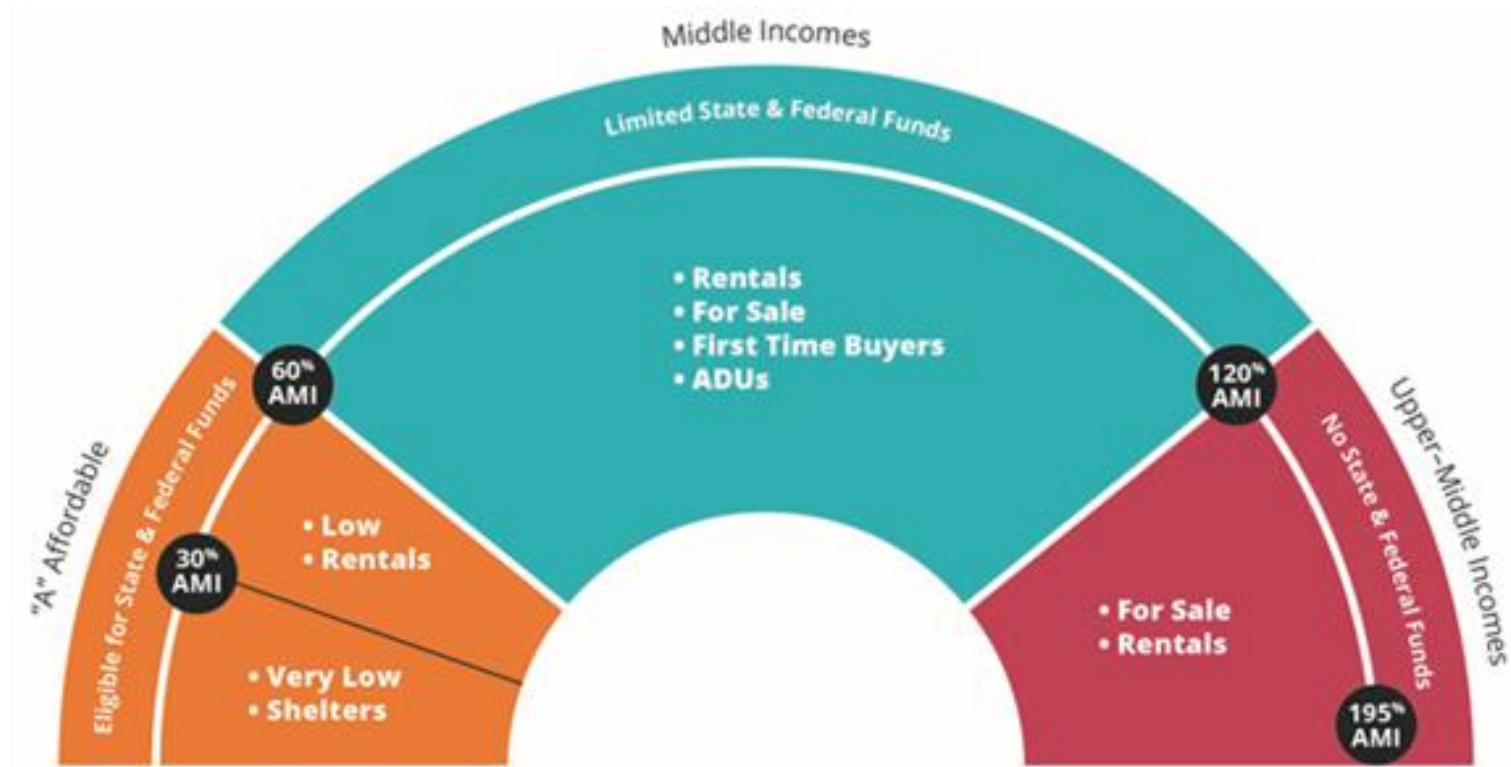 Middle Incomes
Limited State & Federal Funds
• Rentals
• For Sale
• First Time Buyers
• ADUs
60% AMI
120% AMI
"A" Affordable
Eligible for State & Federal Funds
• Low
• Rentals
30% AMI
• Very Low
• Shelters
Upper-Middle Incomes
No State & Federal Funds
• For Sale
• Rentals
195% AMI